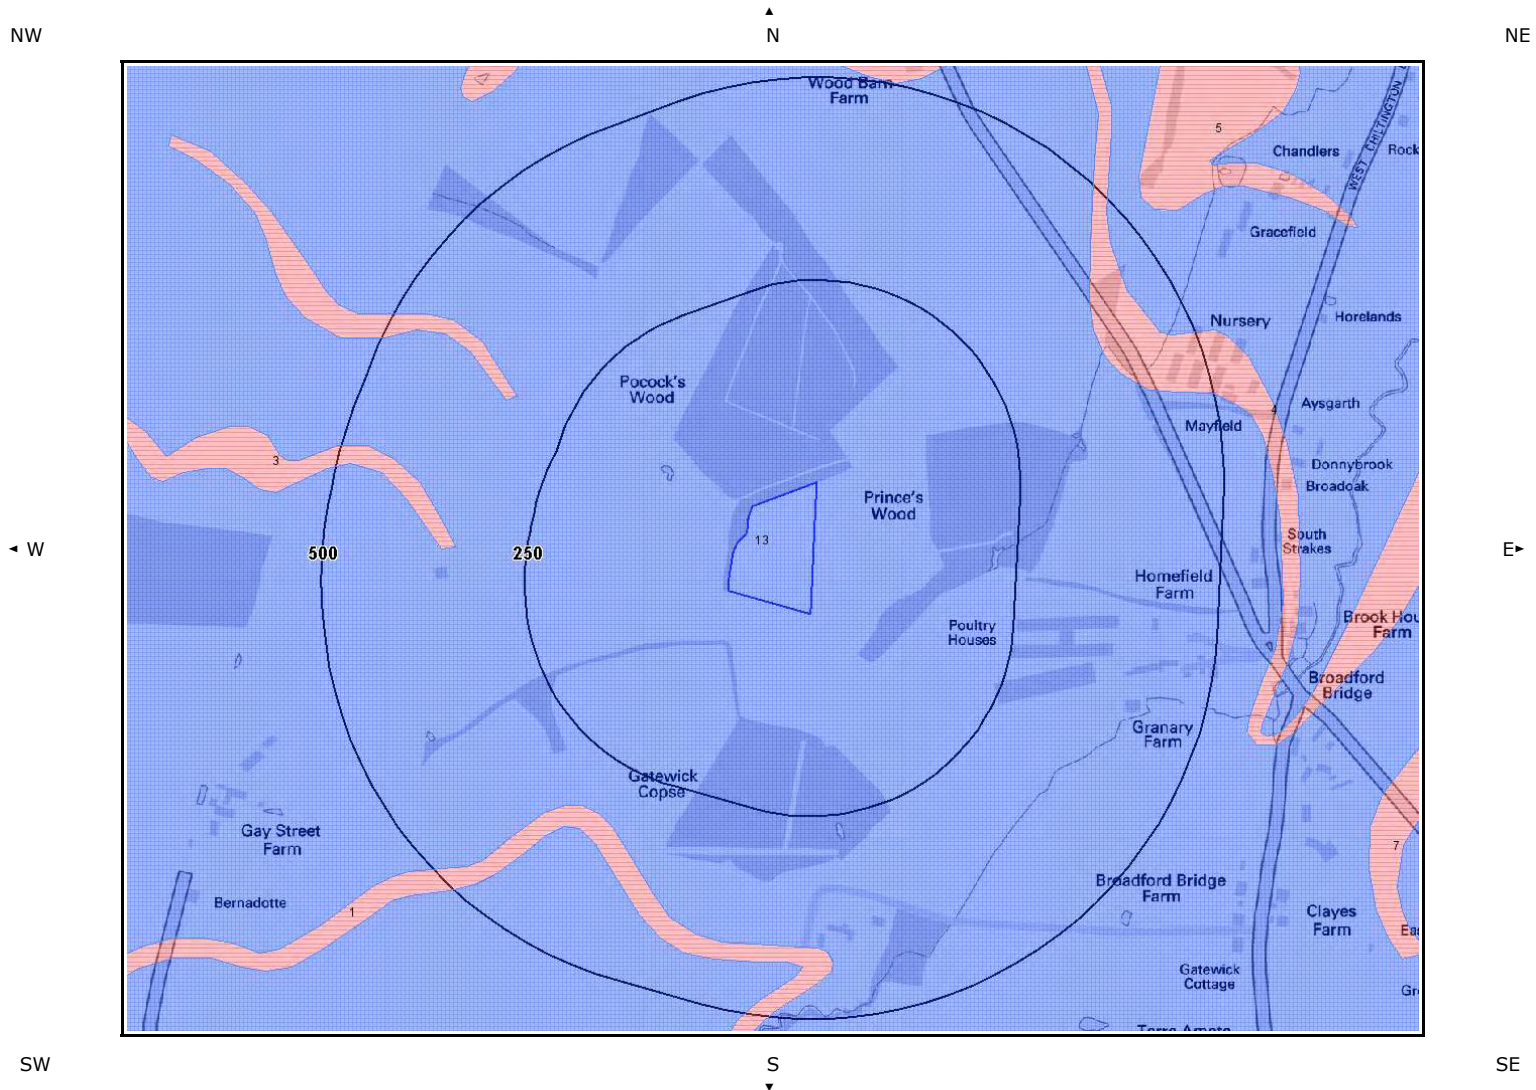 NW
N
NE
Wood Barn
Farm
WEST CHILTINGTON
5
Chandlers
Rock
Gracefield
Nursery
Horelands
Pocock's
Wood
Aysgarth
4
Mayfield
3
Donnybrook
Broadoak
Prince's
Wood
13
South
Strakes
W
500
250
E
Homefield
Farm
Brook Hou
Farm
Poultry
Houses
Broadford
Bridge
Granary
Farm
Gatewick
Copse
Gay Street
Farm
7
Broadford Bridge
Farm
Bernadotte
1
Clayes
Farm
Ea
Gatewick
Cottage
Gr
SW
S
SE